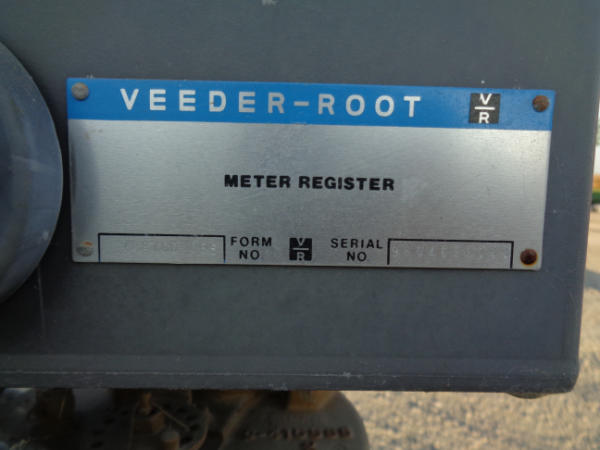 VEEDER-ROOT V/R
METER REGISTER
FORM NO V/R SERIAL NO